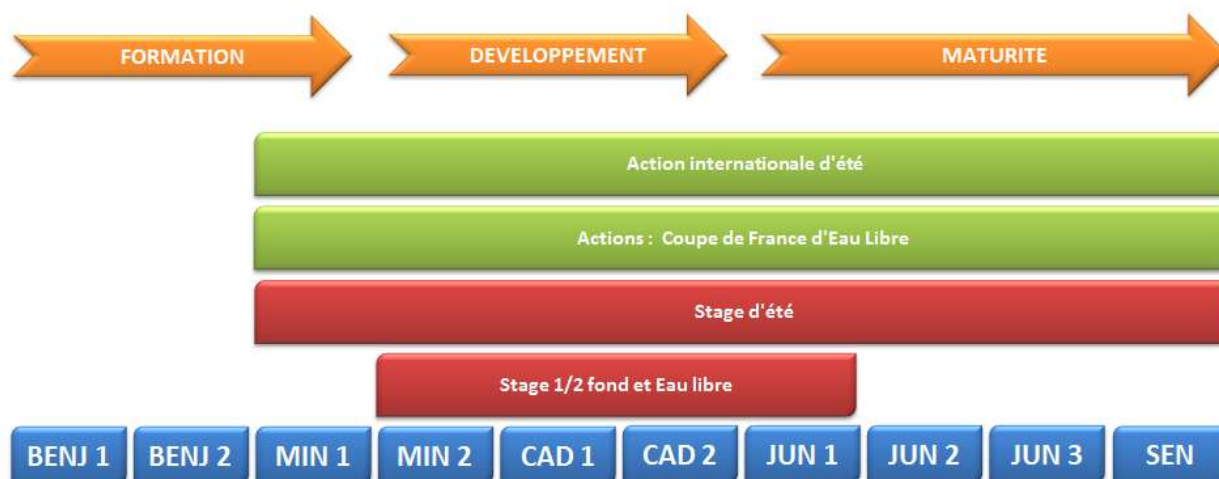 FORMATION DEVELOPPEMENT MATURITE
Action internationale d'été
Actions : Coupe de France d'Eau Libre
Stage d'été
Stage 1/2 fond et Eau libre
BENJ 1 BENJ 2 MIN 1 MIN 2 CAD 1 CAD 2 JUN 1 JUN 2 JUN 3 SEN